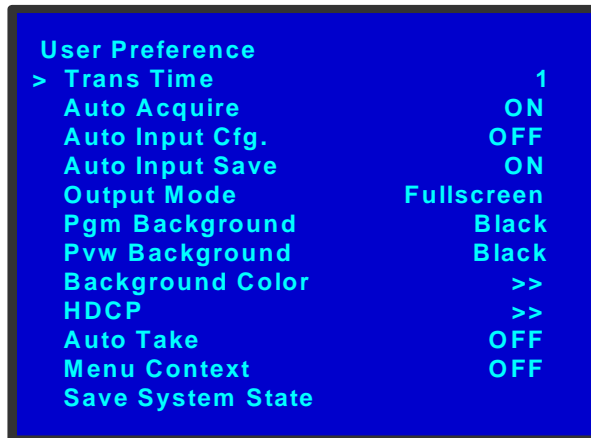 User Preference
> Trans Time 1
Auto Acquire ON
Auto Input Cfg. OFF
Auto Input Save ON
Output Mode Fullscreen
Pgm Background Black
Pvw Background Black
Background Color >>
HDCP >>
Auto Take OFF
Menu Context OFF
Save System State